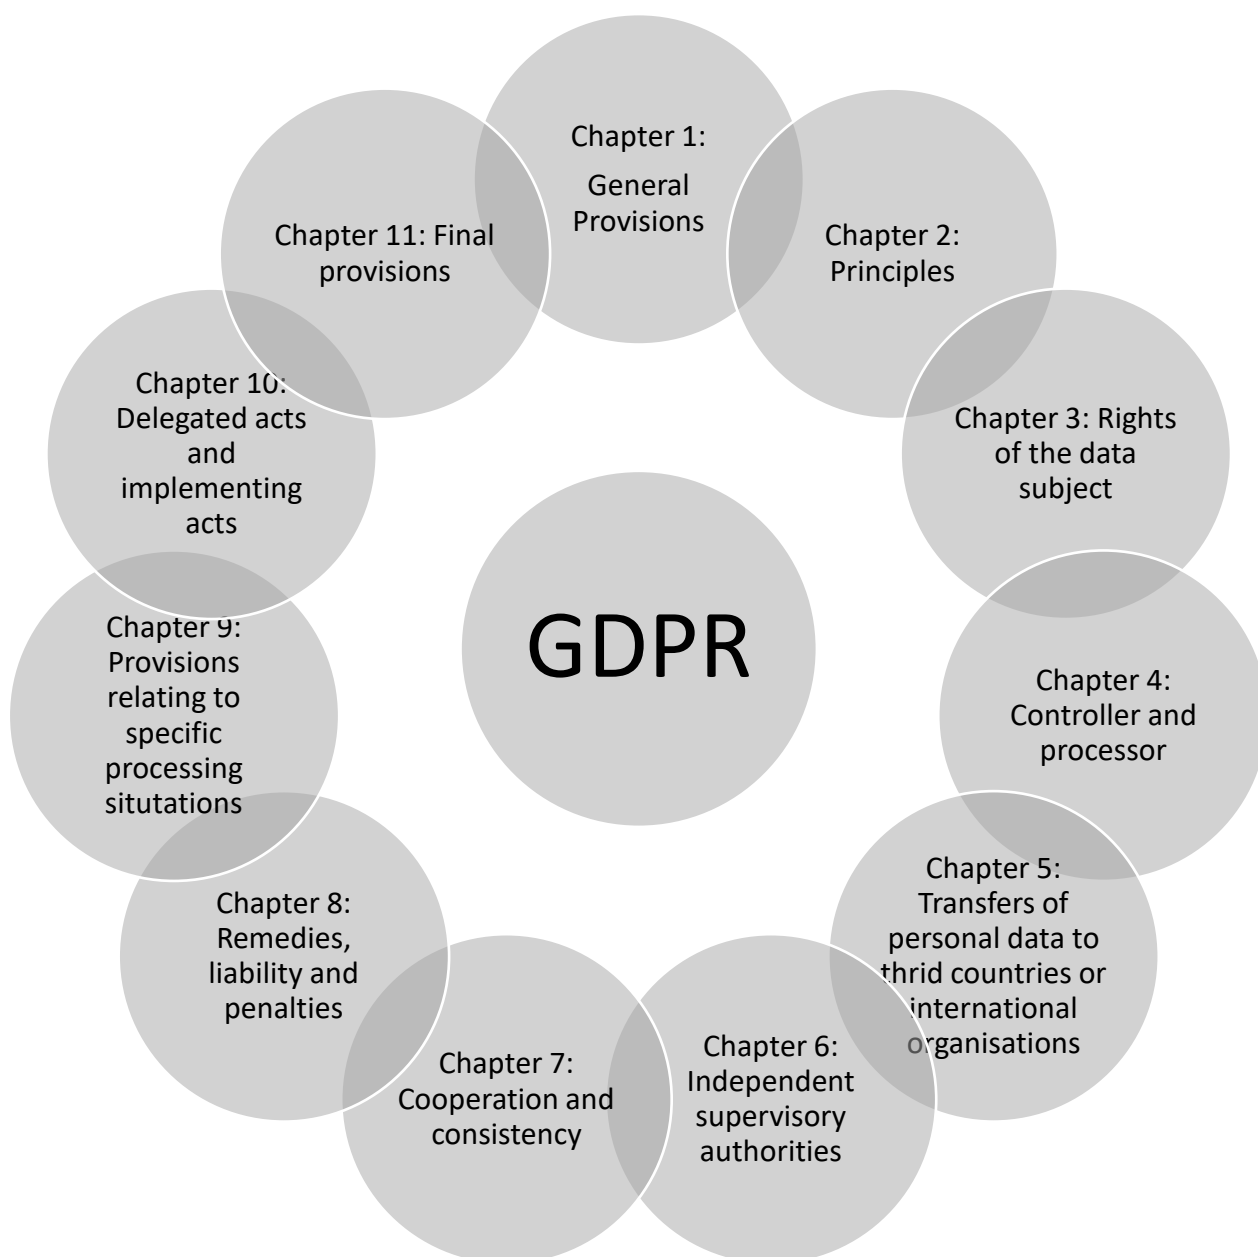 Chapter 1:
General
Provisions
Chapter 2:
Principles
Chapter 3: Rights
of the data
subject
Chapter 4:
Controller and
processor
Chapter 5:
Transfers of
personal data to
thrid countries or
international
organisations
Chapter 6:
Independent
supervisory
authorities
Chapter 7:
Cooperation and
consistency
Chapter 8:
Remedies,
liability and
penalties
Chapter 9:
Provisions
relating to
specific
processing
situtations
Chapter 10:
Delegated acts
and
implementing
acts
Chapter 11: Final
provisions
GDPR